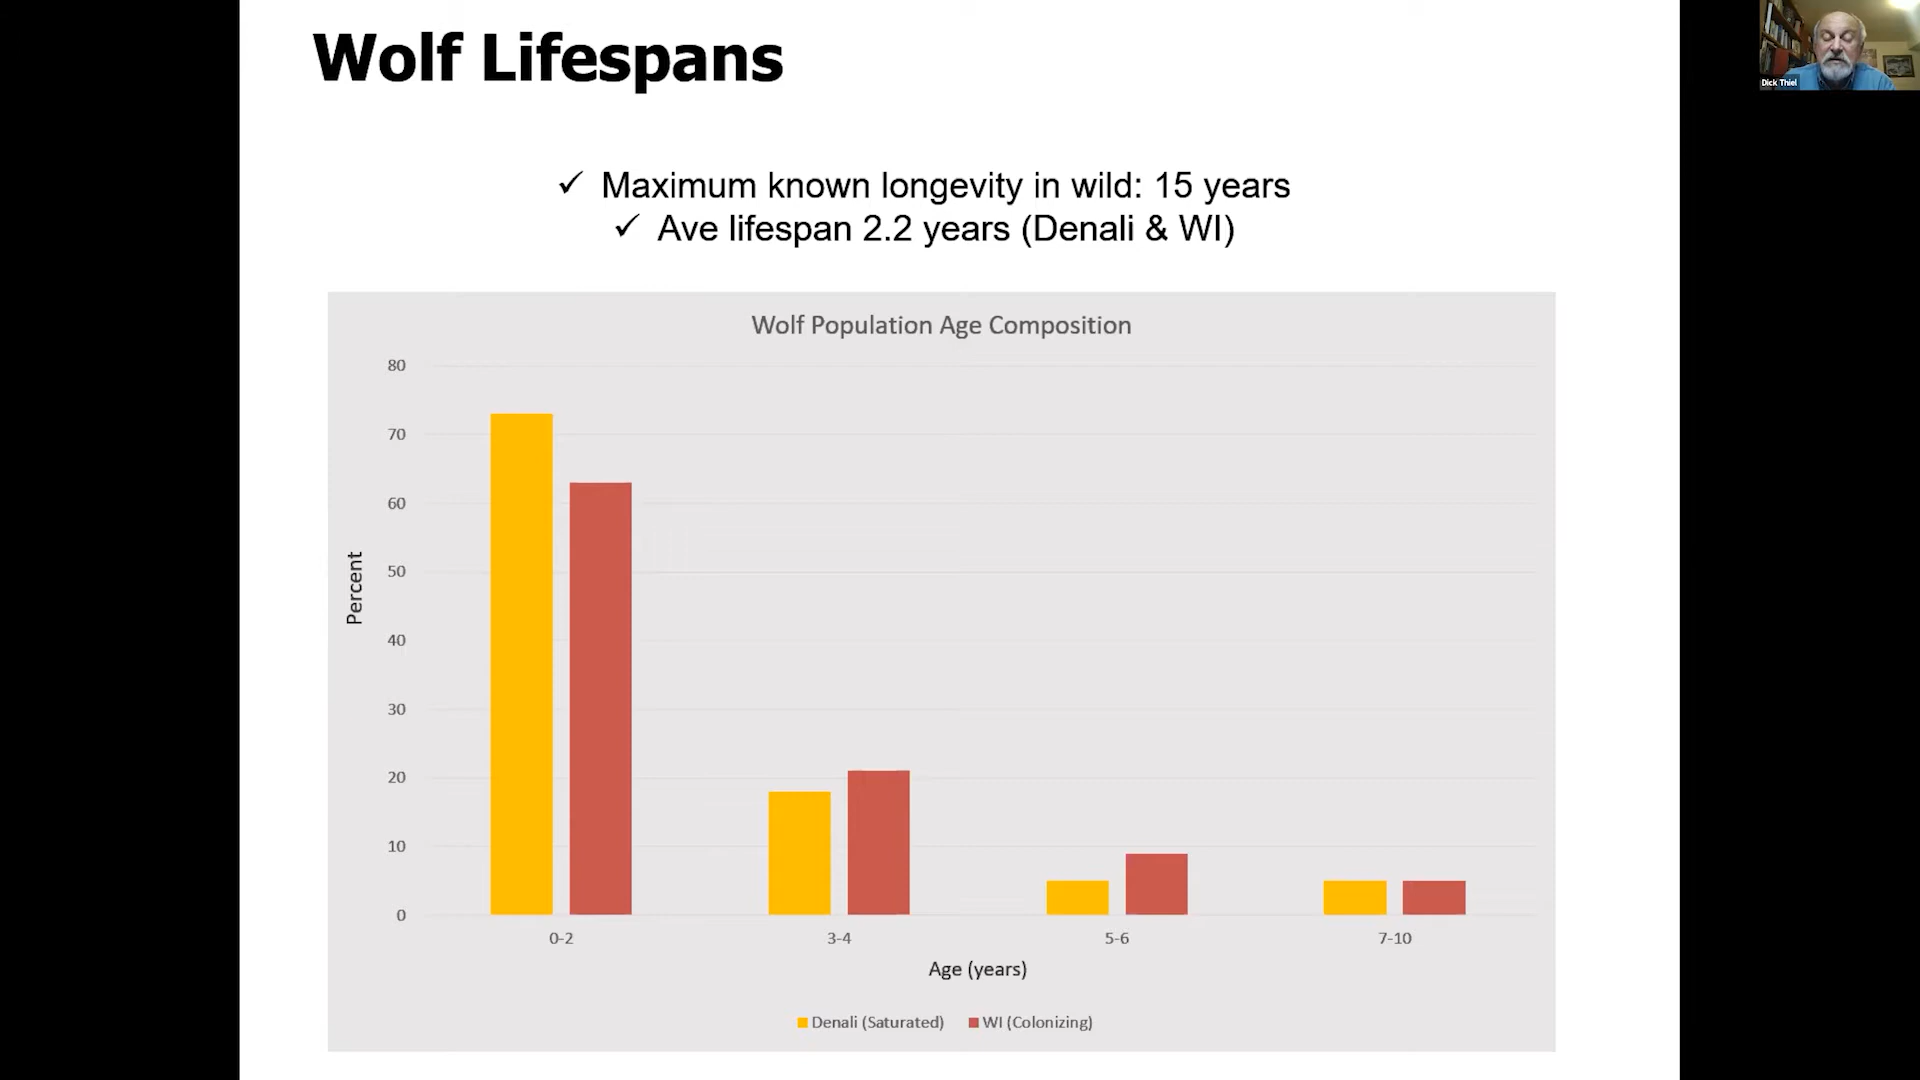 Wolf Lifespans
Dick Thiel
✓ Maximum known longevity in wild: 15 years
✓ Ave lifespan 2.2 years (Denali & WI)
Wolf Population Age Composition
80
70
60
50
40
30
20
10
0
Percent
0-2 3-4 5-6 7-10
Age (years)
Denali (Saturated) WI (Colonizing)